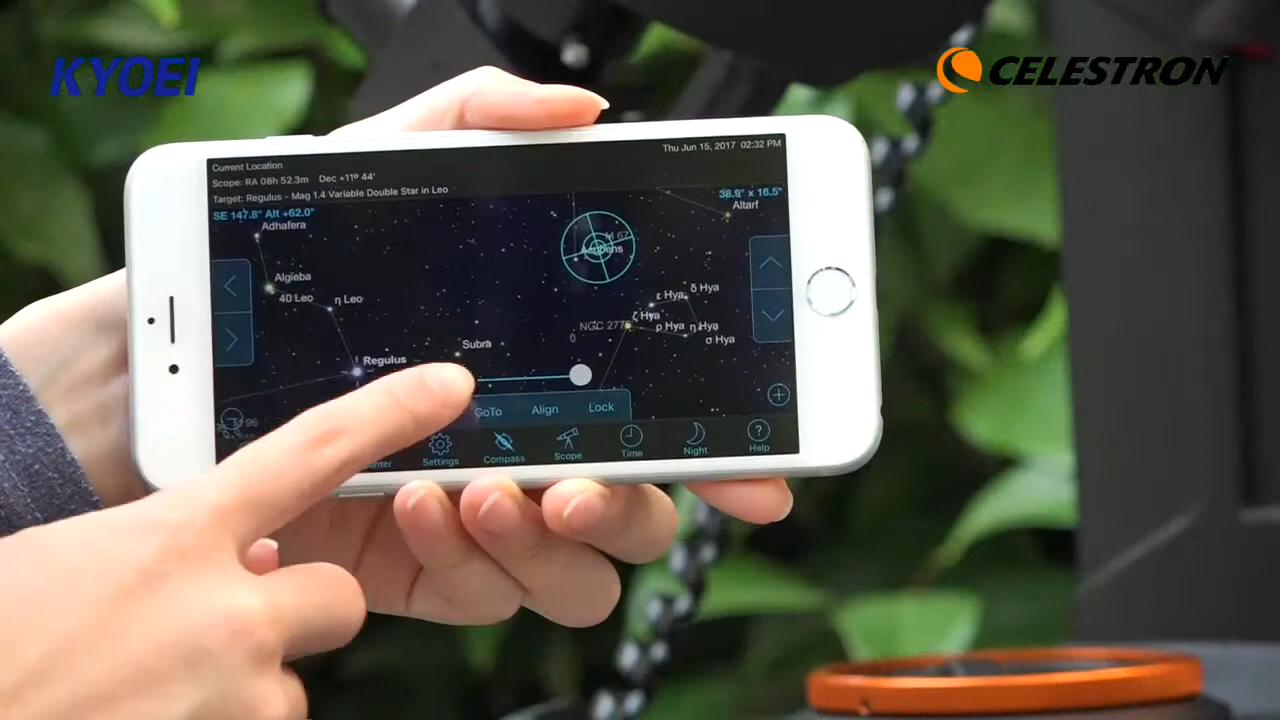 KYOEI
CELESTRON
Current Location
Thu Jun 15, 2017 02:32 PM
Scope: RA 08h 52.3m Dec +11º 44'
Target: Regulus - Mag 1.4 Variable Double Star in Leo
38.9° x 16.5°
SE 147.8° Alt +62.0°
Altarf
Adhafera
M 67
Algieba
δ Hya
40 Leo
η Leo
ε Hya
ζ Hya
ρ Hya
η Hya
σ Hya
0
Subra
Regulus
GoTo
Align
Lock
Settings
Compass
Scope
Time
Night
Help